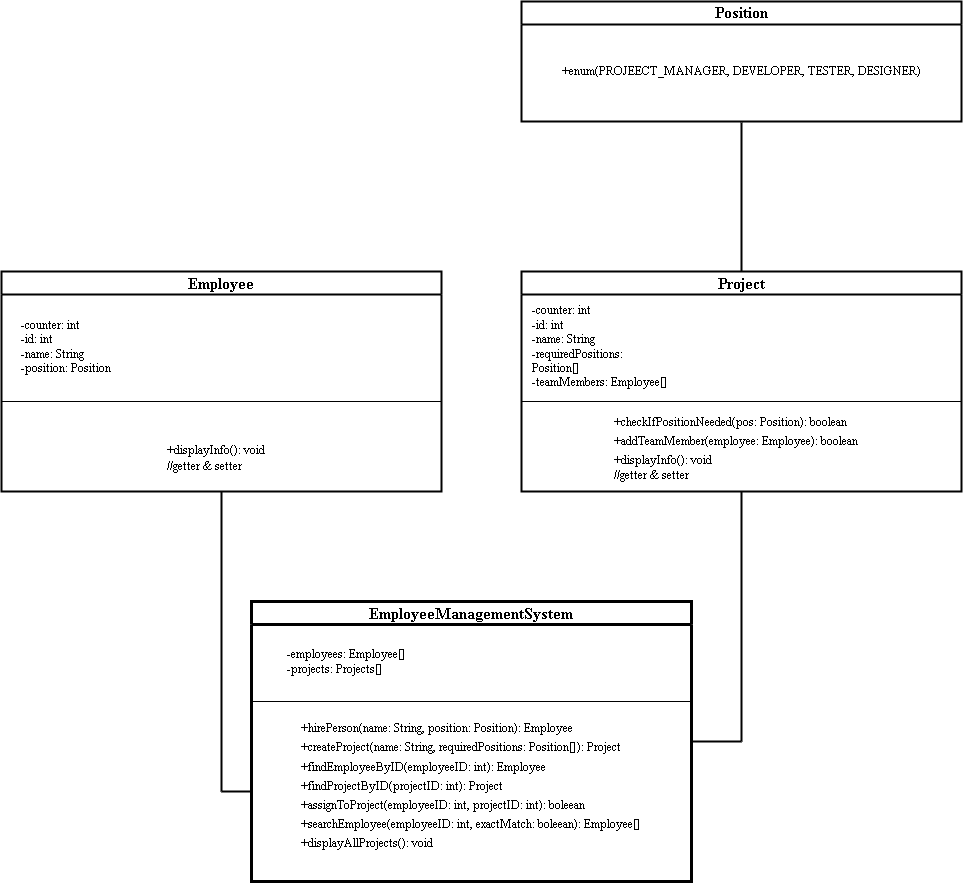 Position
+enum(PROJEECT_MANAGER, DEVELOPER, TESTER, DESIGNER)
Employee
-counter: int
-id: int
-name: String
-position: Position
+displayInfo(): void
//getter & setter
Project
-counter: int
-id: int
-name: String
-requiredPositions:
Position[]
-teamMembers: Employee[]
+checkIfPositionNeeded(pos: Position): boolean
+addTeamMember(employee: Employee): boolean
+displayInfo(): void
//getter & setter
EmployeeManagementSystem
-employees: Employee[]
-projects: Projects[]
+hirePerson(name: String, position: Position): Employee
+createProject(name: String, requiredPositions: Position[]): Project
+findEmployeeByID(employeeID: int): Employee
+findProjectByID(projectID: int): Project
+assignToProject(employeeID: int, projectID: int): boleean
+searchEmployee(employeeID: int, exactMatch: boleean): Employee[]
+displayAllProjects(): void